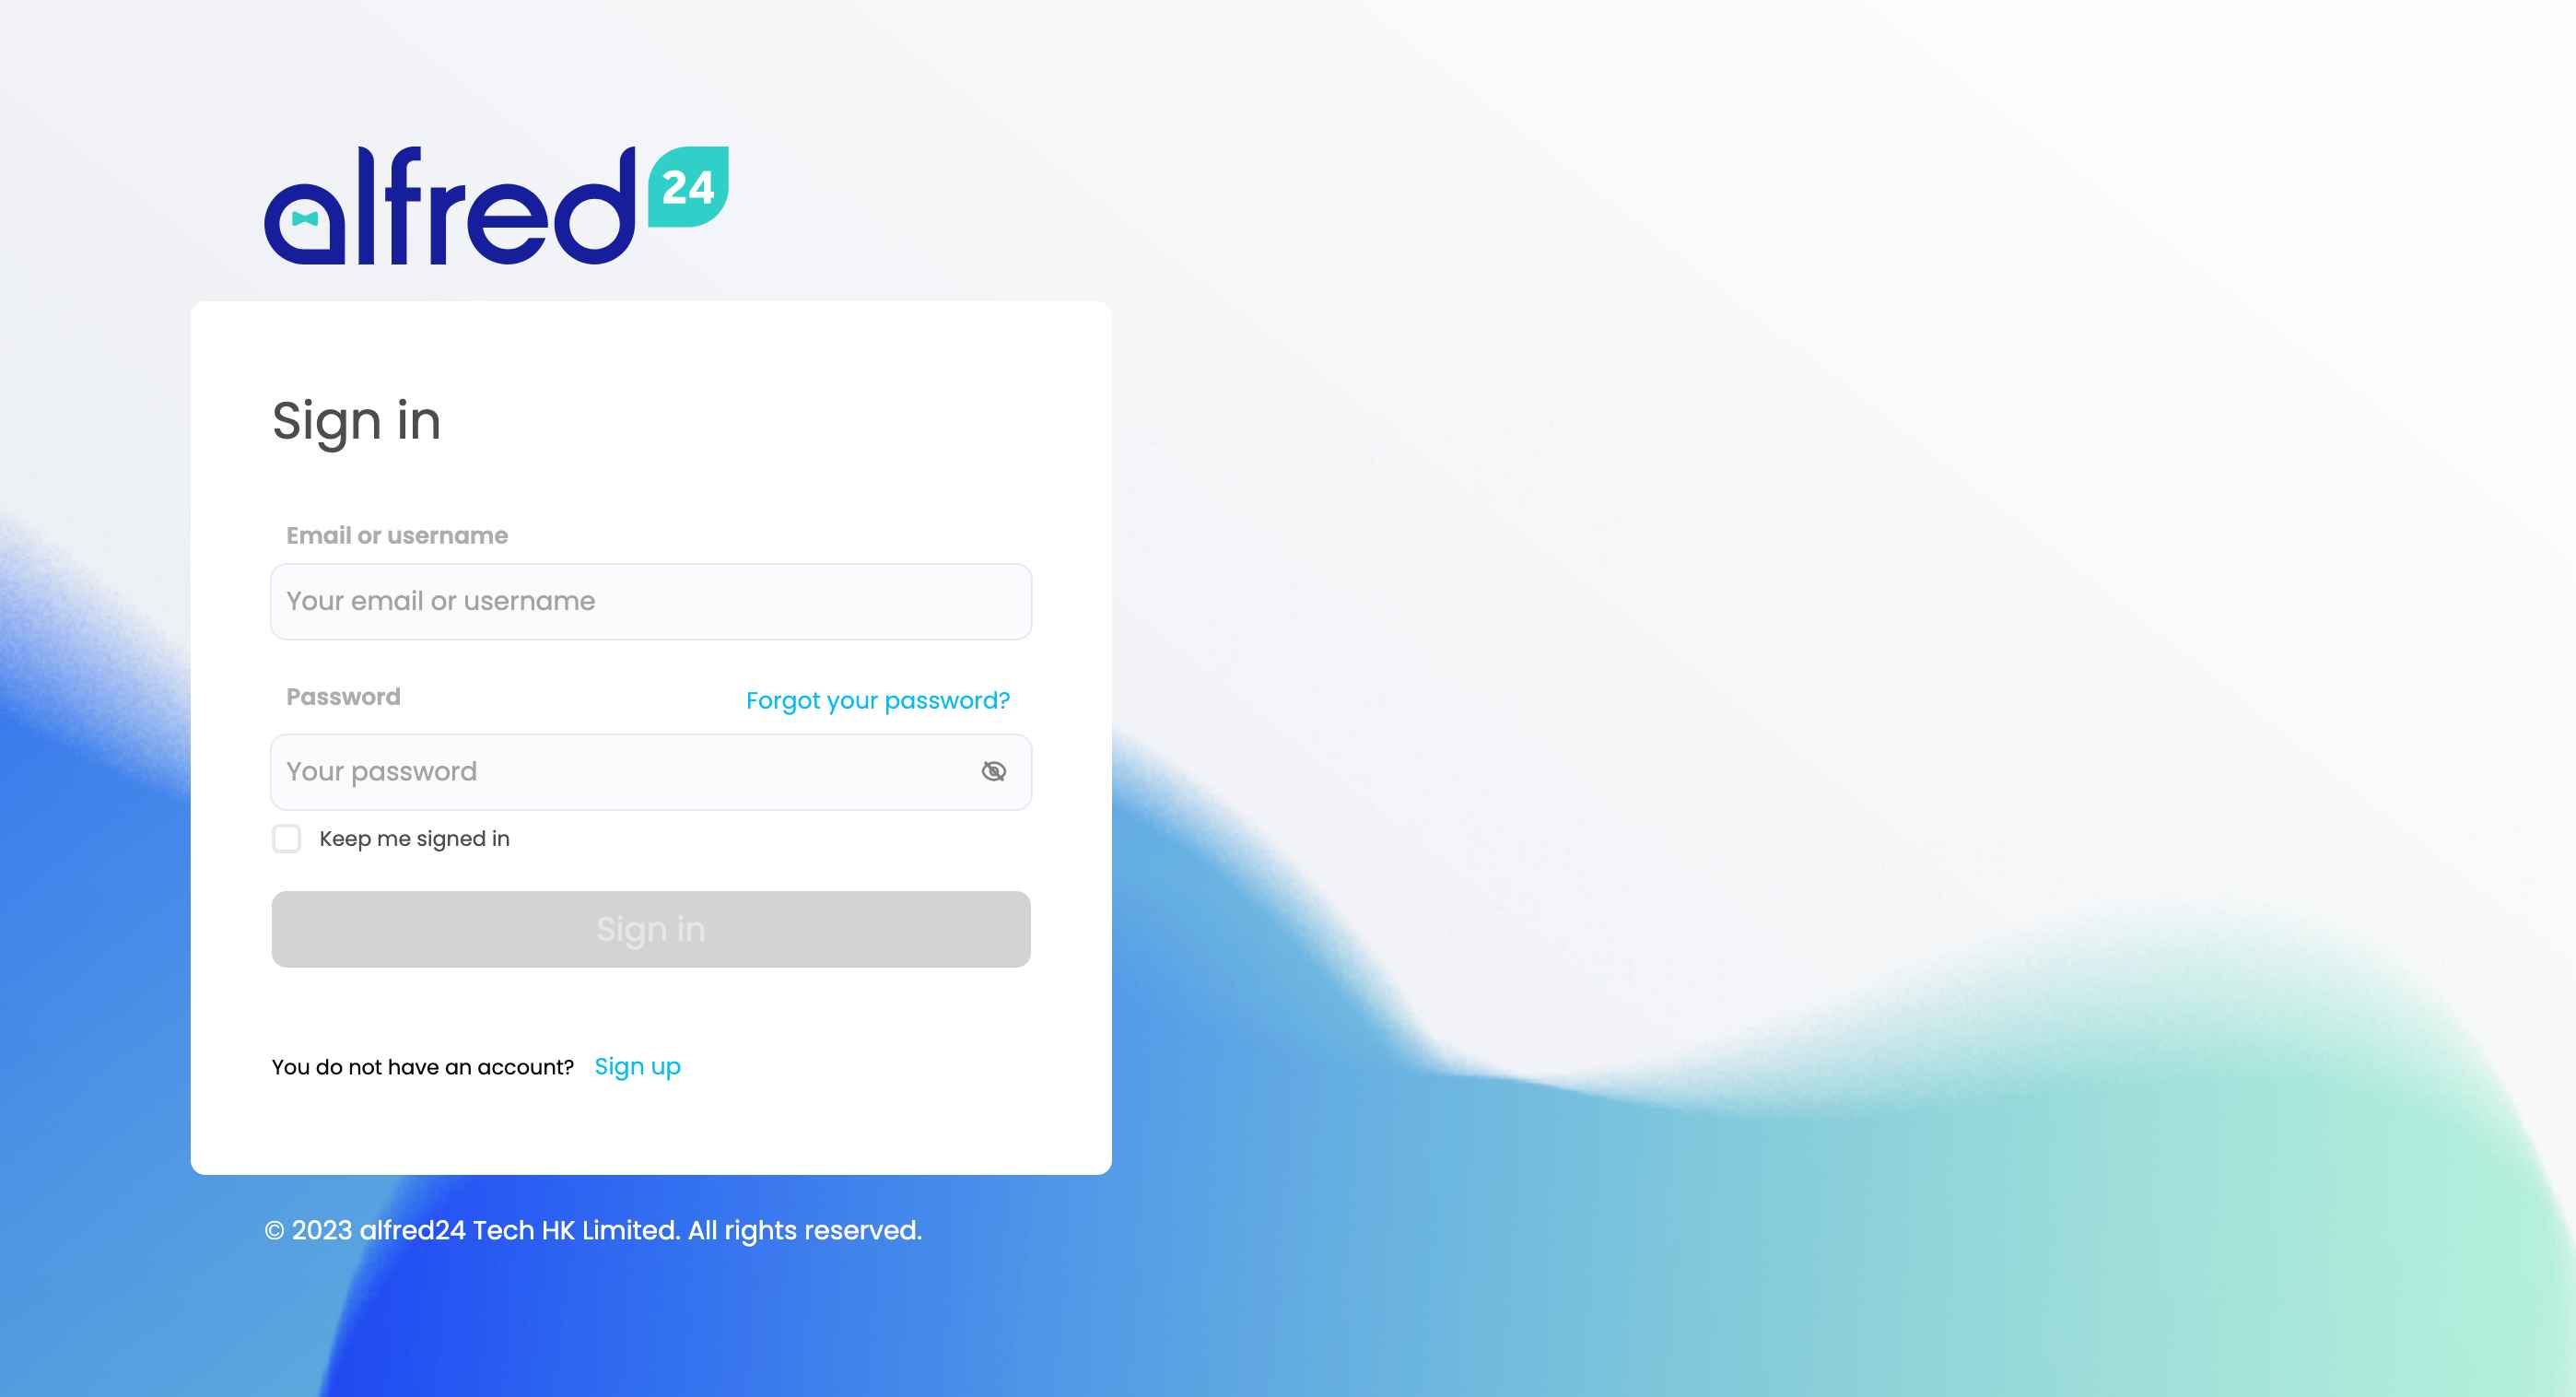 alfred24
Sign in
Email or username
Your email or username
Password
Forgot your password?
Your password
Keep me signed in
Sign in
You do not have an account? Sign up
© 2023 alfred24 Tech HK Limited. All rights reserved.